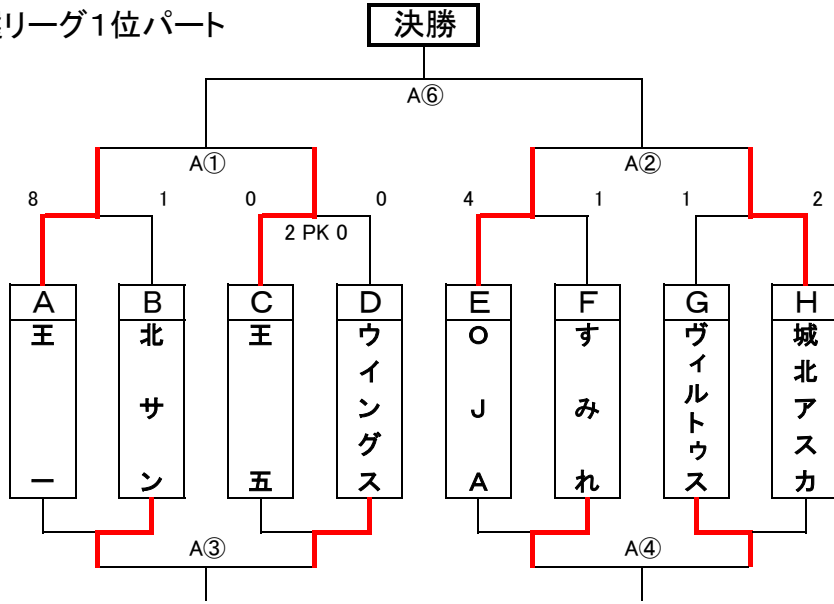 リーグ1位パート
決勝
A⑥
A① A②
8 1 0 0 4 1 1 2
2 PK 0
A B C D E F G H
王一
北サン
王五
ウイングス
OJA
すみれ
ヴィルトゥス
城北アスカ
A③ A④